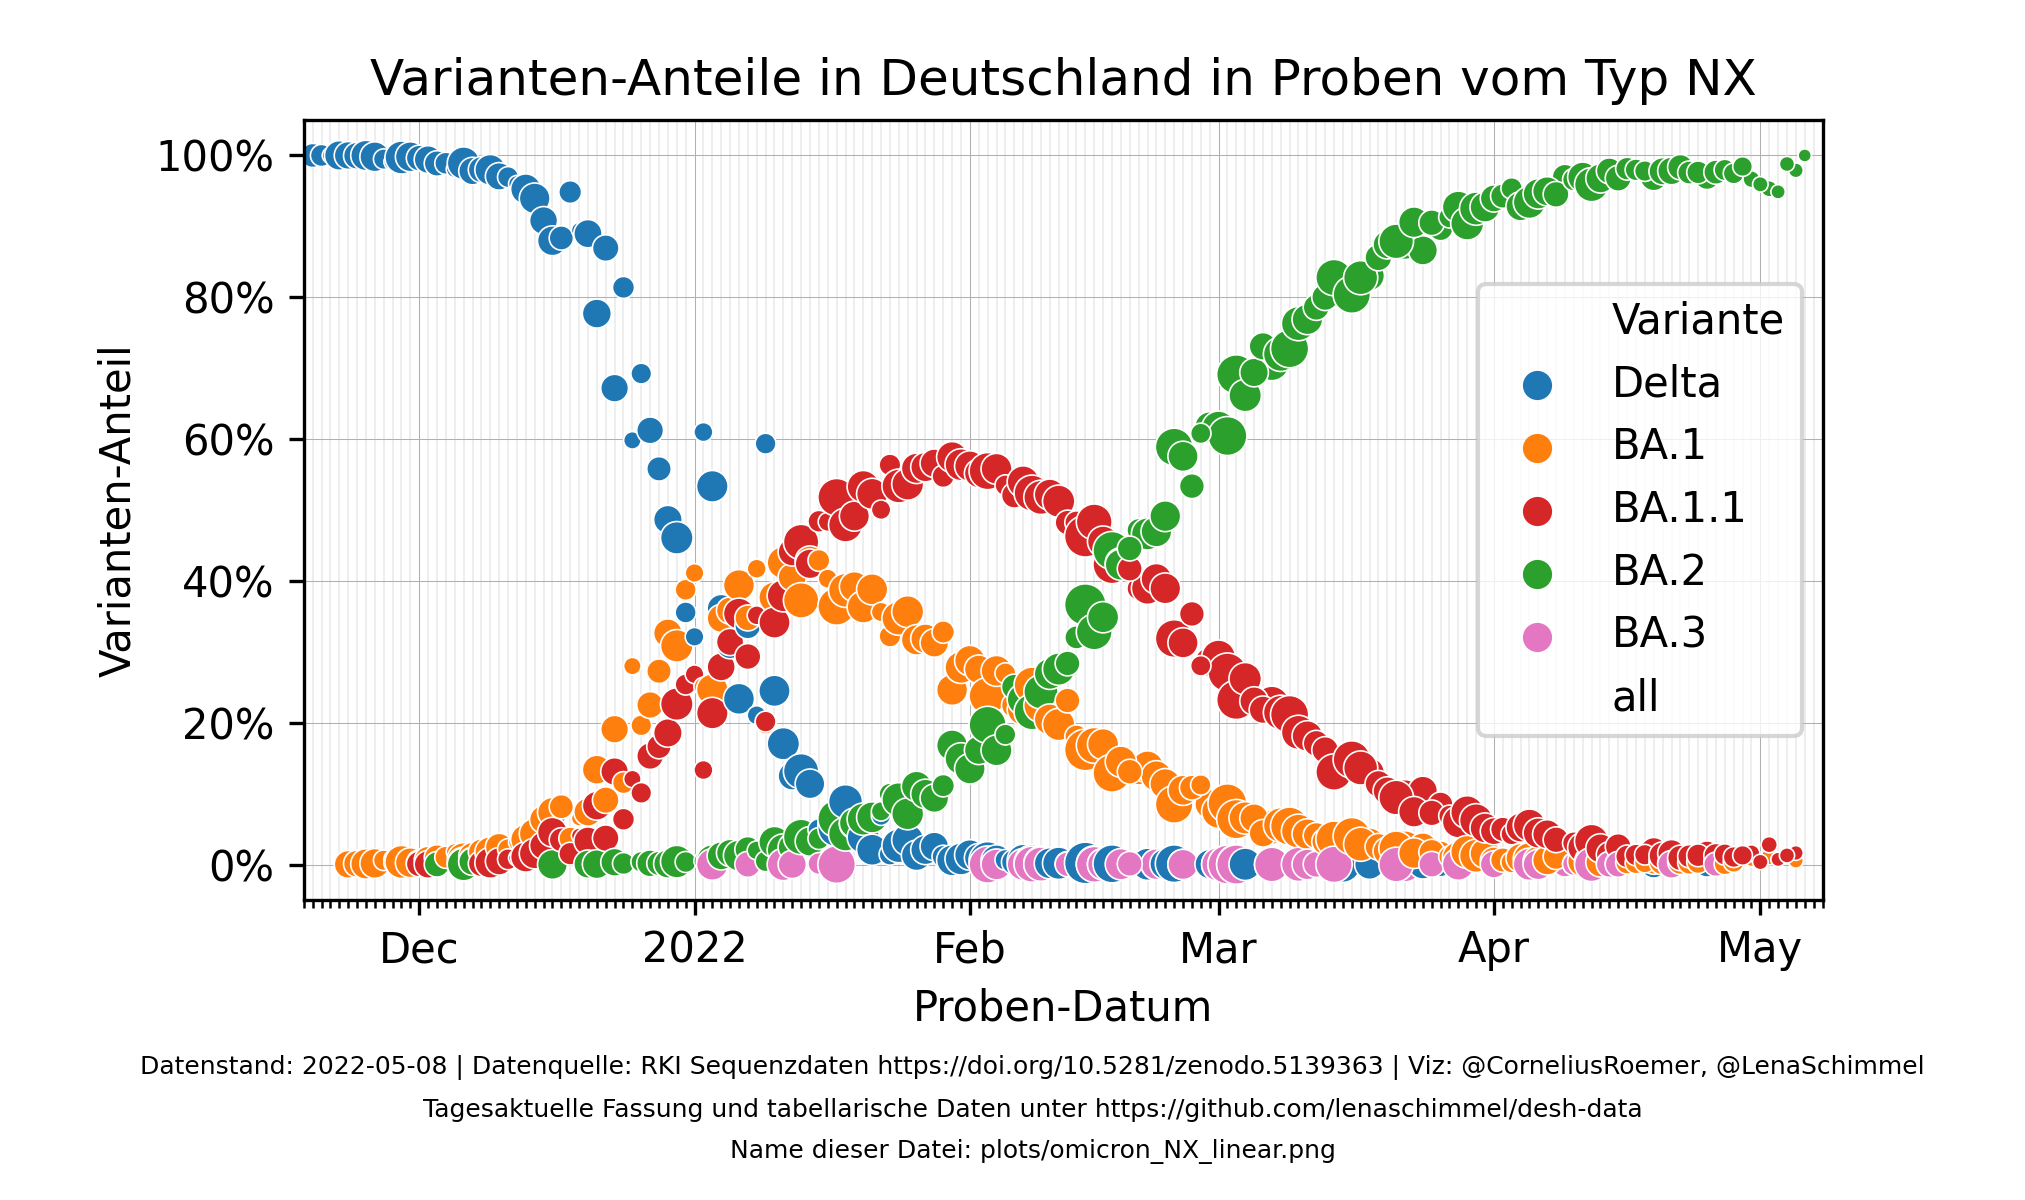 Varianten-Anteile in Deutschland in Proben vom Typ NX
Varianten-Anteil
100%
80%
60%
40%
20%
0%
Variante
Delta
BA.1
BA.1.1
BA.2
BA.3
all
Dec
2022
Feb
Mar
Apr
May
Proben-Datum
Datenstand: 2022-05-08 | Datenquelle: RKI Sequenzdaten https://doi.org/10.5281/zenodo.5139363 | Viz: @CorneliusRoemer, @LenaSchimmel
Tagesaktuelle Fassung und tabellarische Daten unter https://github.com/lenaschimmel/desh-data
Name dieser Datei: plots/omicron_NX_linear.png